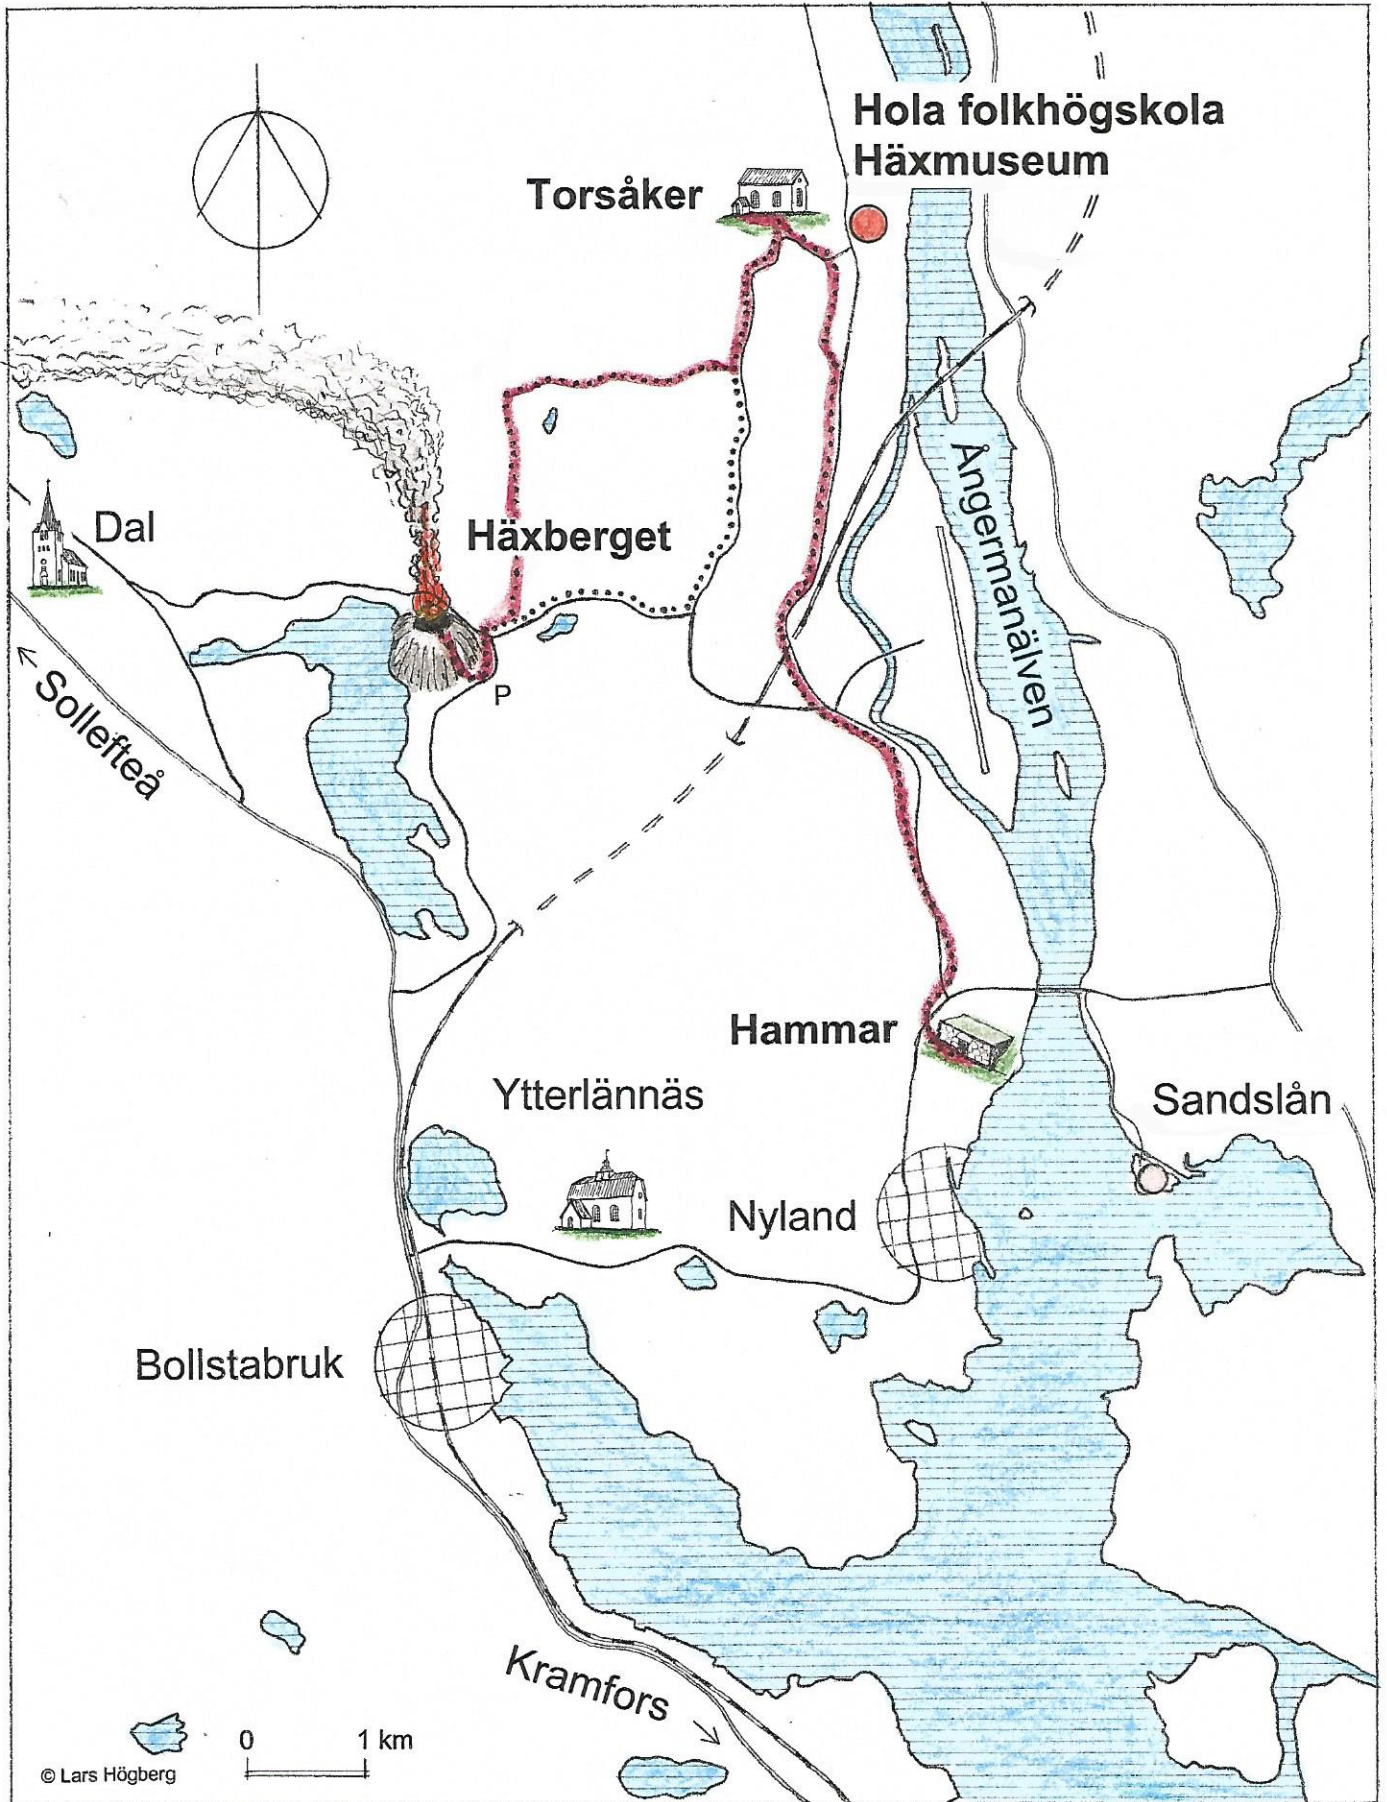 Hola folkhögskola
Häxmuseum
Torsåker
Ångermanälven
Dal
Häxberget
P
Sollefteå
Hammar
Ytterlännäs
Sandslån
Nyland
Bollstabruk
Kramfors
0 1 km
© Lars Högberg